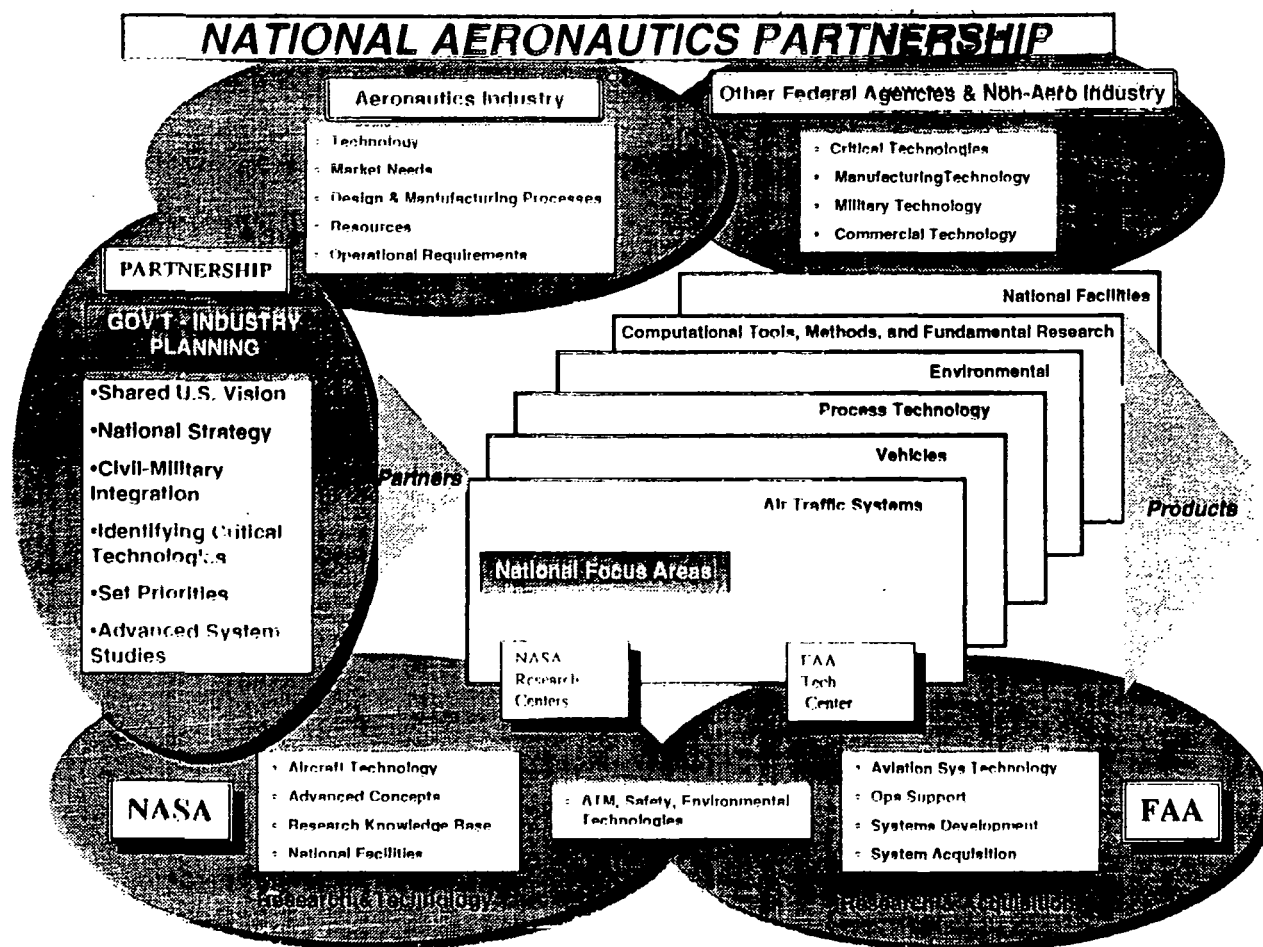 NATIONAL AERONAUTICS PARTNERSHIP
Aeronautics Industry
Technology
Market Needs
Design & Manufacturing Processes
Resources
Operational Requirements
Other Federal Agencies & Non-Aero Industry
Critical Technologies
Manufacturing Technology
Military Technology
Commercial Technology
PARTNERSHIP
GOV'T - INDUSTRY
PLANNING
•Shared U.S. Vision
•National Strategy
•Civil-Military
Integration
•Identifying Critical
Technologies
•Set Priorities
•Advanced System
Studies
Partners
National Facilities
Computational Tools, Methods, and Fundamental Research
Environmental
Process Technology
Vehicles
Air Traffic Systems
National Focus Areas
Products
NASA
Research
Centers
FAA
Tech
Center
NASA
Aircraft Technology
Advanced Concepts
Research Knowledge Base
National Facilities
Research & Technology
ATM, Safety, Environmental
Technologies
Aviation Sys Technology
Ops Support
Systems Development
System Acquisition
FAA